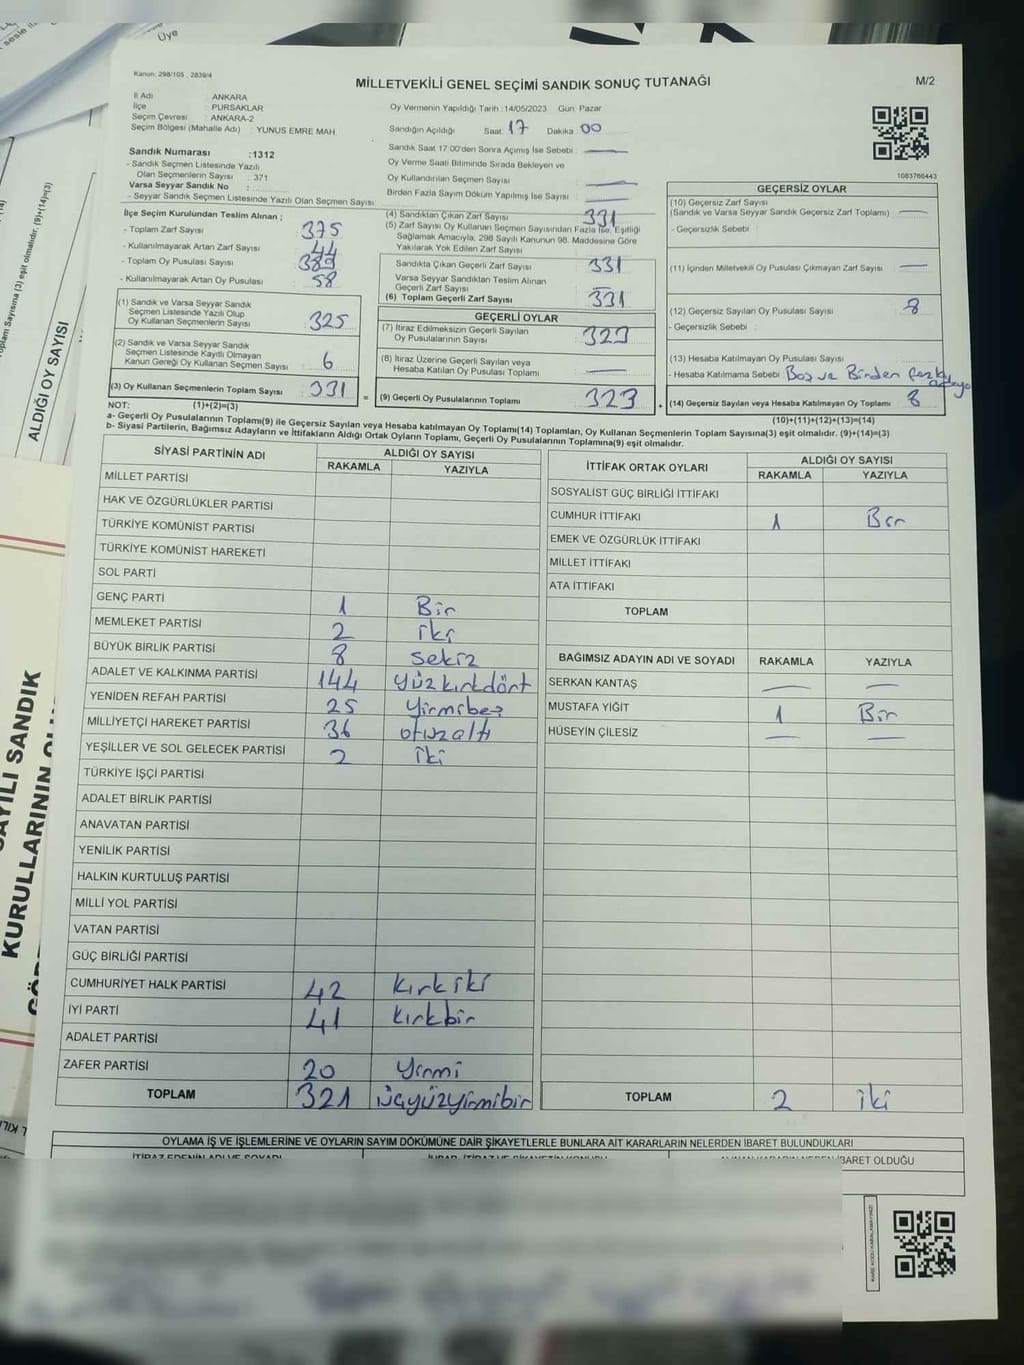 Üye
Kanun: 298/105 , 2839/4
MİLLETVEKİLİ GENEL SEÇİMİ SANDIK SONUÇ TUTANAĞI
M/2
İl Adı : ANKARA
İlçe : PURSAKLAR
Seçim Çevresi : ANKARA-2
Seçim Bölgesi (Mahalle Adı) : YUNUS EMRE MAH.
Oy Vermenin Yapıldığı Tarih :14/05/2023 Gün: Pazar
Sandığın Açıldığı Saat: 17 Dakika 00
Sandık Saat 17:00'den Sonra Açılmış İse Sebebi : —
Oy Verme Saati Bitiminde Sırada Bekleyen ve
Oy Kullandırılan Seçmen Sayısı : —
Birden Fazla Sayım Döküm Yapılmış İse Sayısı : —
1083766443
Sandık Numarası :1312
- Sandık Seçmen Listesinde Yazılı
Olan Seçmenlerin Sayısı : 371
Varsa Seyyar Sandık No :
- Seyyar Sandık Seçmen Listesinde Yazılı Olan Seçmen Sayısı:
İlçe Seçim Kurulundan Teslim Alınan ;
- Toplam Zarf Sayısı : 375
- Kullanılmayarak Artan Zarf Sayısı : 44
- Toplam Oy Pusulası Sayısı : 389
- Kullanılmayarak Artan Oy Pusulası : 58
(1) Sandık ve Varsa Seyyar Sandık
Seçmen Listesinde Yazılı Olup
Oy Kullanan Seçmenlerin Sayısı : 325
(2) Sandık ve Varsa Seyyar Sandık
Seçmen Listesinde Kayıtlı Olmayan
Kanun Gereği Oy Kullanan Seçmen Sayısı : 6
(3) Oy Kullanan Seçmenlerin Toplam Sayısı : 331
(4) Sandıktan Çıkan Zarf Sayısı : 331
(5) Zarf Sayısı Oy Kullanan Seçmen Sayısından Fazla İse, Eşitliği
Sağlamak Amacıyla, 298 Sayılı Kanunun 98. Maddesine Göre
Yakılarak Yok Edilen Zarf Sayısı :
Sandıkta Çıkan Geçerli Zarf Sayısı : 331
Varsa Seyyar Sandıktan Teslim Alınan
Geçerli Zarf Sayısı : —
(6) Toplam Geçerli Zarf Sayısı : 331
GEÇERLİ OYLAR
(7) İtiraz Edilmeksizin Geçerli Sayılan
Oy Pusulalarının Sayısı : 323
(8) İtiraz Üzerine Geçerli Sayılan veya
Hesaba Katılan Oy Pusulası Toplamı : —
= (9) Geçerli Oy Pusulalarının Toplamı : 323 +
GEÇERSİZ OYLAR
(10) Geçersiz Zarf Sayısı
(Sandık ve Varsa Seyyar Sandık Geçersiz Zarf Toplamı) : —
- Geçersizlik Sebebi :
(11) İçinden Milletvekili Oy Pusulası Çıkmayan Zarf Sayısı : —
(12) Geçersiz Sayılan Oy Pusulası Sayısı : 8
- Geçersizlik Sebebi :
(13) Hesaba Katılmayan Oy Pusulası Sayısı :
- Hesaba Katılmama Sebebi : Boş ve Birden fazla
(14) Geçersiz Sayılan veya Hesaba Katılmayan Oy Toplamı : 8
NOT: (1)+(2)=(3)
(10)+(11)+(12)+(13)=(14)
a- Geçerli Oy Pusulalarının Toplamı(9) ile Geçersiz Sayılan veya Hesaba katılmayan Oy Toplamı(14) Toplamları, Oy Kullanan Seçmenlerin Toplam Sayısına(3) eşit olmalıdır. (9)+(14)=(3)
b- Siyasi Partilerin, Bağımsız Adayların ve İttifakların Aldığı Ortak Oyların Toplamı, Geçerli Oy Pusulalarının Toplamına(9) eşit olmalıdır.
SİYASİ PARTİNİN ADI ALDIĞI OY SAYISI
RAKAMLA YAZIYLA
MİLLET PARTİSİ
HAK VE ÖZGÜRLÜKLER PARTİSİ
TÜRKİYE KOMÜNİST PARTİSİ
TÜRKİYE KOMÜNİST HAREKETİ
SOL PARTİ
GENÇ PARTİ 1 Bir
MEMLEKET PARTİSİ 2 iki
BÜYÜK BİRLİK PARTİSİ 8 sekiz
ADALET VE KALKINMA PARTİSİ 144 yüzkırkdört
YENİDEN REFAH PARTİSİ 25 yirmibeş
MİLLİYETÇİ HAREKET PARTİSİ 36 otuzaltı
YEŞİLLER VE SOL GELECEK PARTİSİ 2 iki
TÜRKİYE İŞÇİ PARTİSİ
ADALET BİRLİK PARTİSİ
ANAVATAN PARTİSİ
YENİLİK PARTİSİ
HALKIN KURTULUŞ PARTİSİ
MİLLİ YOL PARTİSİ
VATAN PARTİSİ
GÜÇ BİRLİĞİ PARTİSİ
CUMHURİYET HALK PARTİSİ 42 kırkiki
İYİ PARTİ 41 kırkbir
ADALET PARTİSİ
ZAFER PARTİSİ 20 yirmi
TOPLAM 321 üçyüzyirmibir
İTTİFAK ORTAK OYLARI ALDIĞI OY SAYISI
RAKAMLA YAZIYLA
SOSYALİST GÜÇ BİRLİĞİ İTTİFAKI
CUMHUR İTTİFAKI 1 Bir
EMEK VE ÖZGÜRLÜK İTTİFAKI
MİLLET İTTİFAKI
ATA İTTİFAKI
TOPLAM
BAĞIMSIZ ADAYIN ADI VE SOYADI RAKAMLA YAZIYLA
SERKAN KANTAŞ — —
MUSTAFA YİĞİT 1 Bir
HÜSEYİN ÇİLESİZ — —
TOPLAM 2 iki
OYLAMA İŞ VE İŞLEMLERİNE VE OYLARIN SAYIM DÖKÜMÜNE DAİR ŞİKAYETLERLE BUNLARA AİT KARARLARIN NELERDEN İBARET BULUNDUKLARI
İBARET OLDUĞU
KARE KODU KARALAMAYINIZ!
ALDIĞI OY SAYISI
eşit olmalıdır. (9)+(14)=(3)
SAYILI SANDIK
KURULLARININ